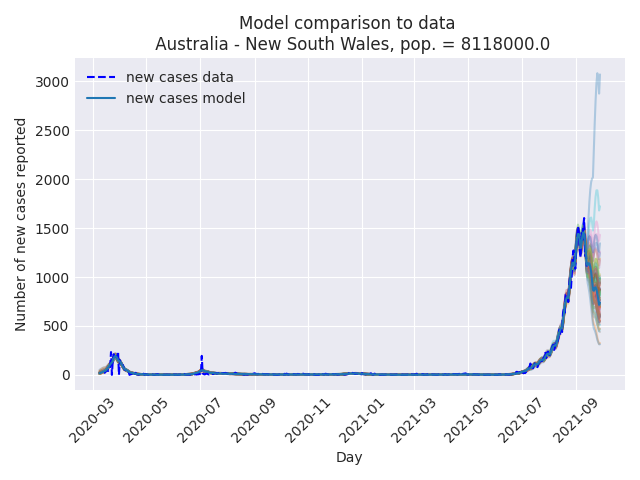 Model comparison to data
Australia - New South Wales, pop. = 8118000.0
new cases data
new cases model
Number of new cases reported
3000
2500
2000
1500
1000
500
0
2020-03
2020-05
2020-07
2020-09
2020-11
2021-01
2021-03
2021-05
2021-07
2021-09
Day